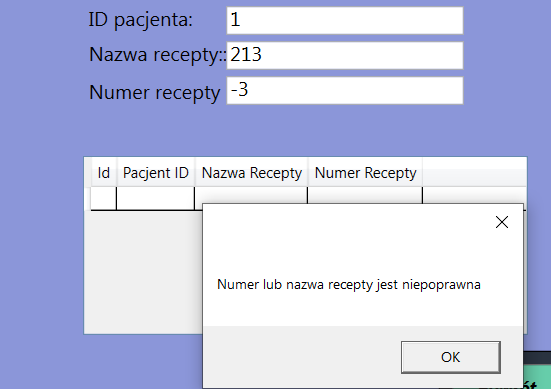 ID pacjenta: 1
Nazwa recepty:: 213
Numer recepty -3
Id Pacjent ID Nazwa Recepty Numer Recepty
Numer lub nazwa recepty jest niepoprawna
OK